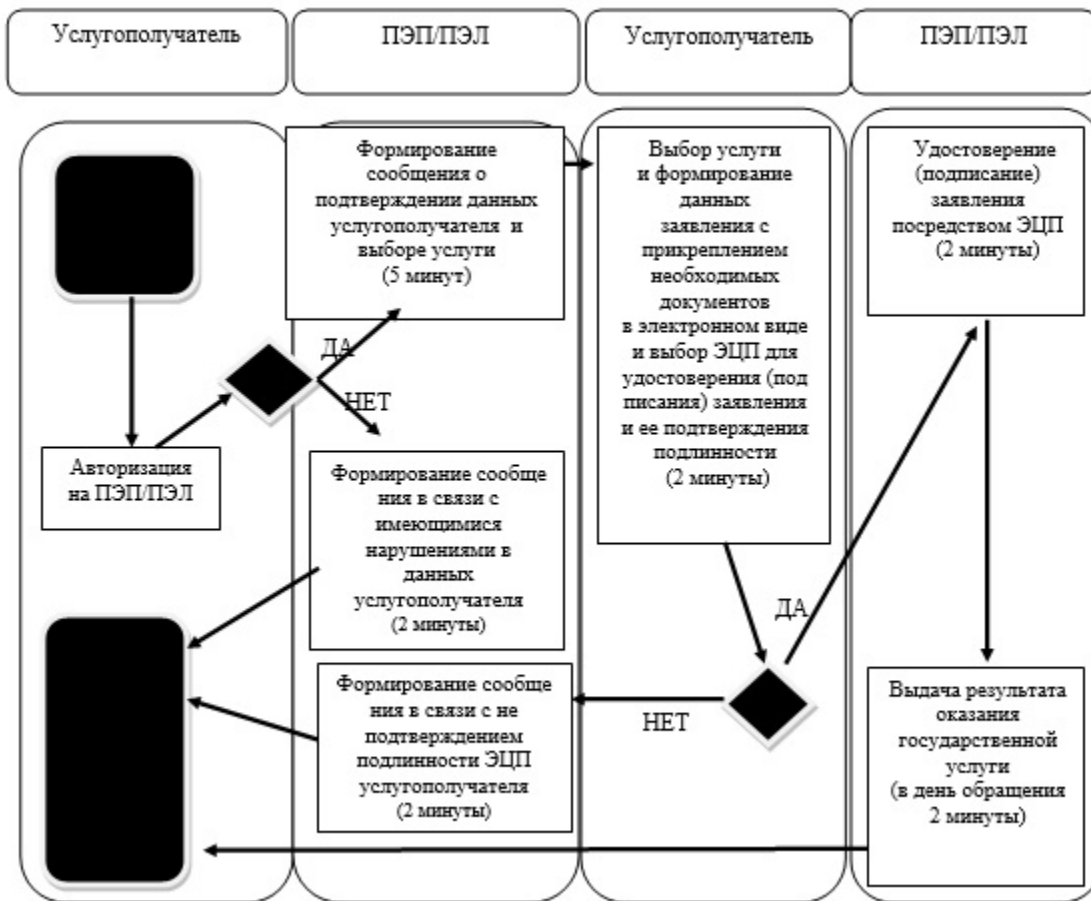 Услугополучатель
ПЭП/ПЭЛ
Услугополучатель
ПЭП/ПЭЛ
Авторизация
на ПЭП/ПЭЛ
Формирование
сообщения о
подтверждении данных
услугополучателя и
выборе услуги
(5 минут)
ДА
НЕТ
Формирование сообще
ния в связи с
имеющимися
нарушениями в
данных
услугополучателя
(2 минуты)
Формирование сообще
ния в связи с не
подтверждением
подлинности ЭЦП
услугополучателя
(2 минуты)
Выбор услуги
и формирование
данных
заявления с
прикреплением
необходимых
документов
в электронном виде
и выбор ЭЦП для
удостоверения (под
писания) заявления
и ее подтверждения
подлинности
(2 минуты)
ДА
НЕТ
Удостоверение
(подписание)
заявления
посредством ЭЦП
(2 минуты)
Выдача результата
оказания
государственной
услуги
(в день обращения
2 минуты)